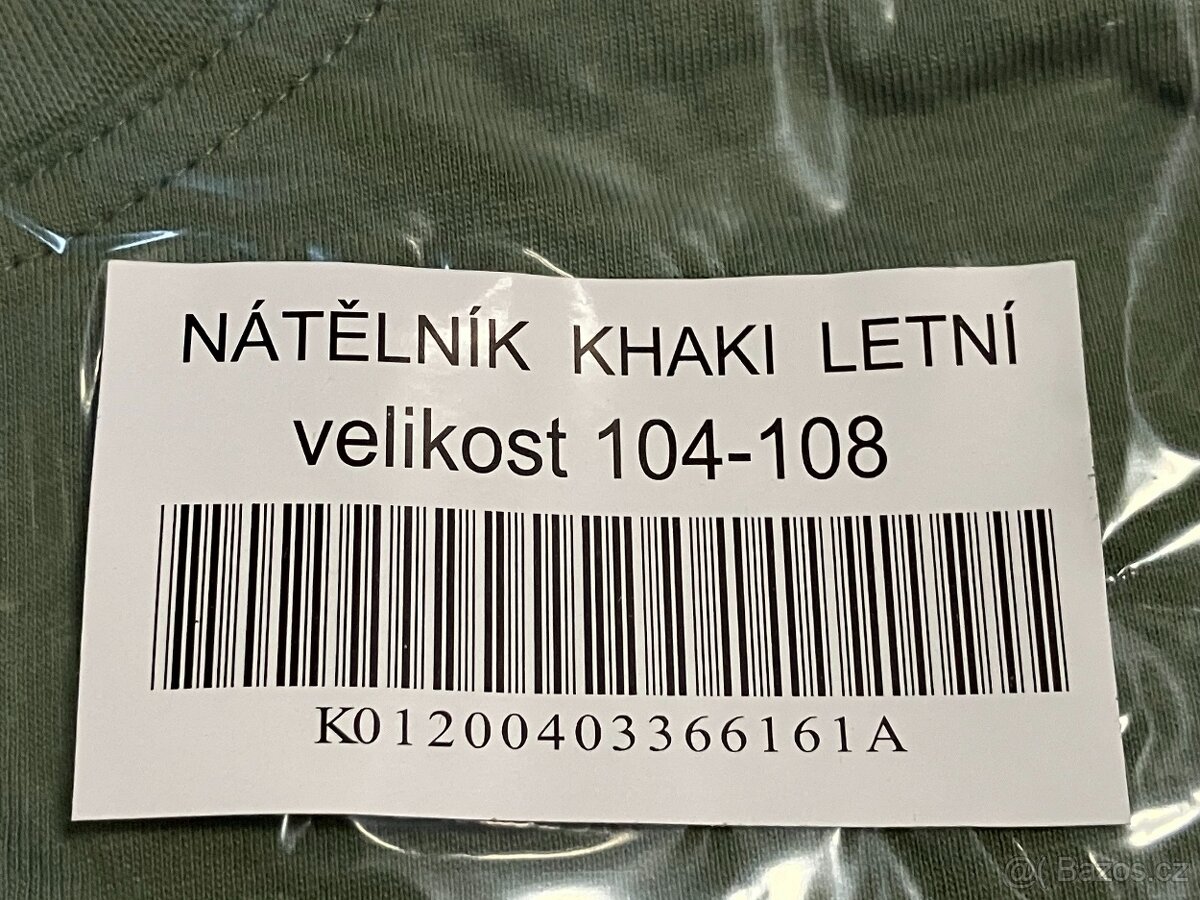 NÁTĚLNÍK KHAKI LETNÍ
velikost 104-108
K01200403366161A
@( Bazos.cz